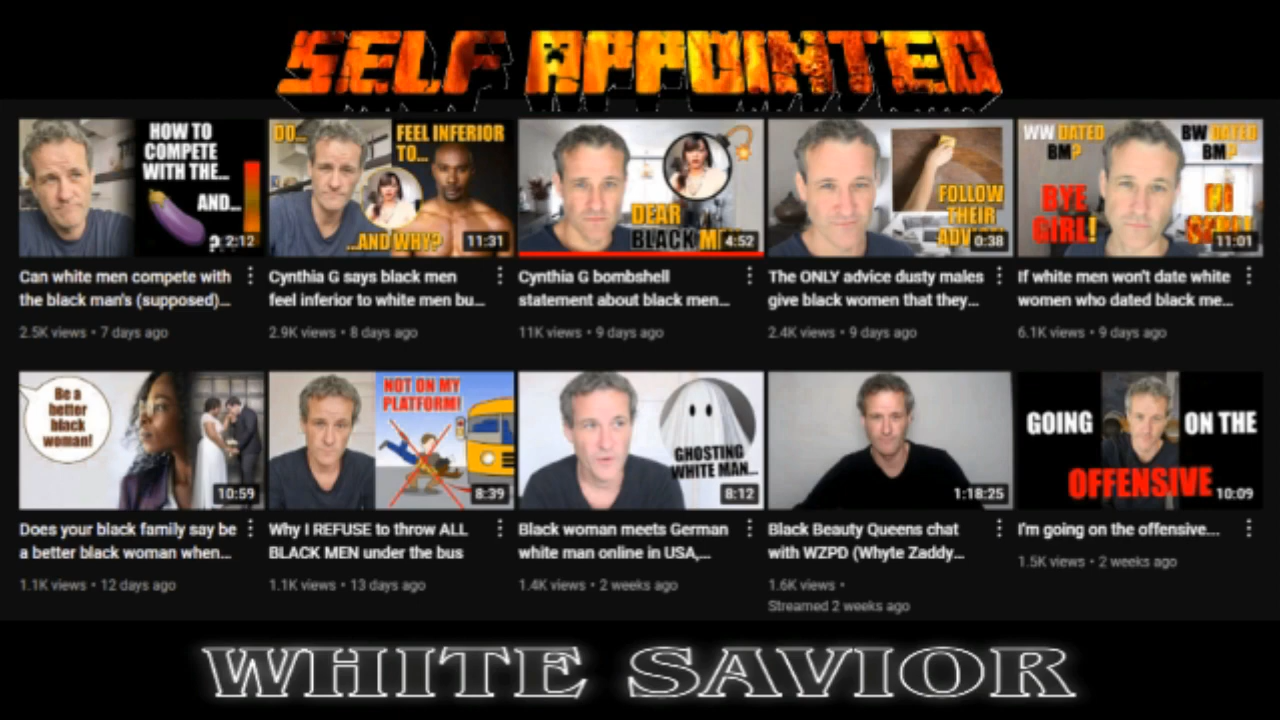 SELF APPOINTED
HOW TO
COMPETE
WITH THE...
AND...
2:12
DO...
FEEL INFERIOR
TO...
...AND WHY?
11:31
DEAR
BLACK
4:52
FOLLOW
THEIR
0:38
WW DATED
BM?
BYE
GIRL!
BW DATED
BM?
11:01
Can white men compete with
the black man's (supposed)...
2.5K views • 7 days ago
Cynthia G says black men
feel inferior to white men bu...
2.9K views • 8 days ago
Cynthia G bombshell
statement about black men...
11K views • 9 days ago
The ONLY advice dusty males
give black women that they...
2.4K views • 9 days ago
If white men won't date white
women who dated black me...
6.1K views • 9 days ago
Be a
better
black
woman!
10:59
NOT ON MY
PLATFORM!
8:39
GHOSTING
WHITE MAN...
8:12
1:18:25
GOING
ON THE
OFFENSIVE
10:09
Does your black family say be
a better black woman when...
1.1K views • 12 days ago
Why I REFUSE to throw ALL
BLACK MEN under the bus
1.1K views • 13 days ago
Black woman meets German
white man online in USA,...
1.4K views • 2 weeks ago
Black Beauty Queens chat
with WZPD (Whyte Zaddy...
1.6K views •
Streamed 2 weeks ago
I'm going on the offensive...
1.5K views • 2 weeks ago
WHITE SAVIOR